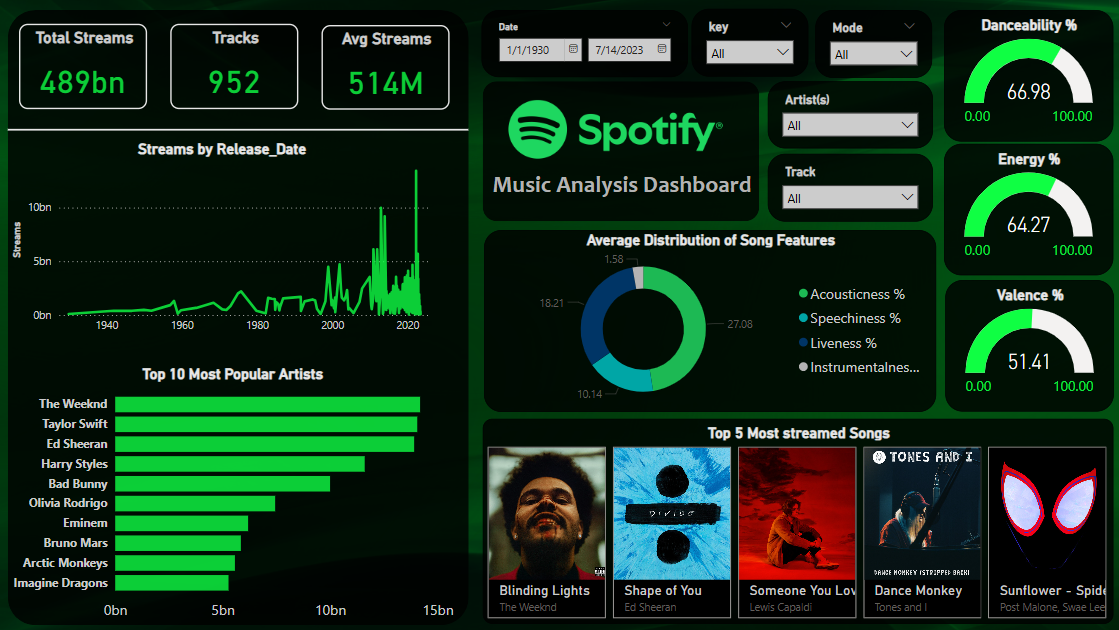 Total Streams
489bn
Tracks
952
Avg Streams
514M
Streams by Release_Date
Streams
10bn
5bn
0bn
1940
1960
1980
2000
2020
Top 10 Most Popular Artists
The Weeknd
Taylor Swift
Ed Sheeran
Harry Styles
Bad Bunny
Olivia Rodrigo
Eminem
Bruno Mars
Arctic Monkeys
Imagine Dragons
0bn
5bn
10bn
15bn
Date
1/1/1930
7/14/2023
key
All
Mode
All
Spotify®
Music Analysis Dashboard
Artist(s)
All
Track
All
Average Distribution of Song Features
1.58
18.21
27.08
10.14
Acousticness %
Speechiness %
Liveness %
Instrumentalnes...
Danceability %
66.98
0.00
100.00
Energy %
64.27
0.00
100.00
Valence %
51.41
0.00
100.00
Top 5 Most streamed Songs
Blinding Lights
The Weeknd
DIVIDE
Shape of You
Ed Sheeran
Someone You Lov
Lewis Capaldi
TONES AND I
DANCE MONKEY (STRIPPED BACK)
Dance Monkey
Tones and I
Sunflower - Spide
Post Malone, Swae Lee